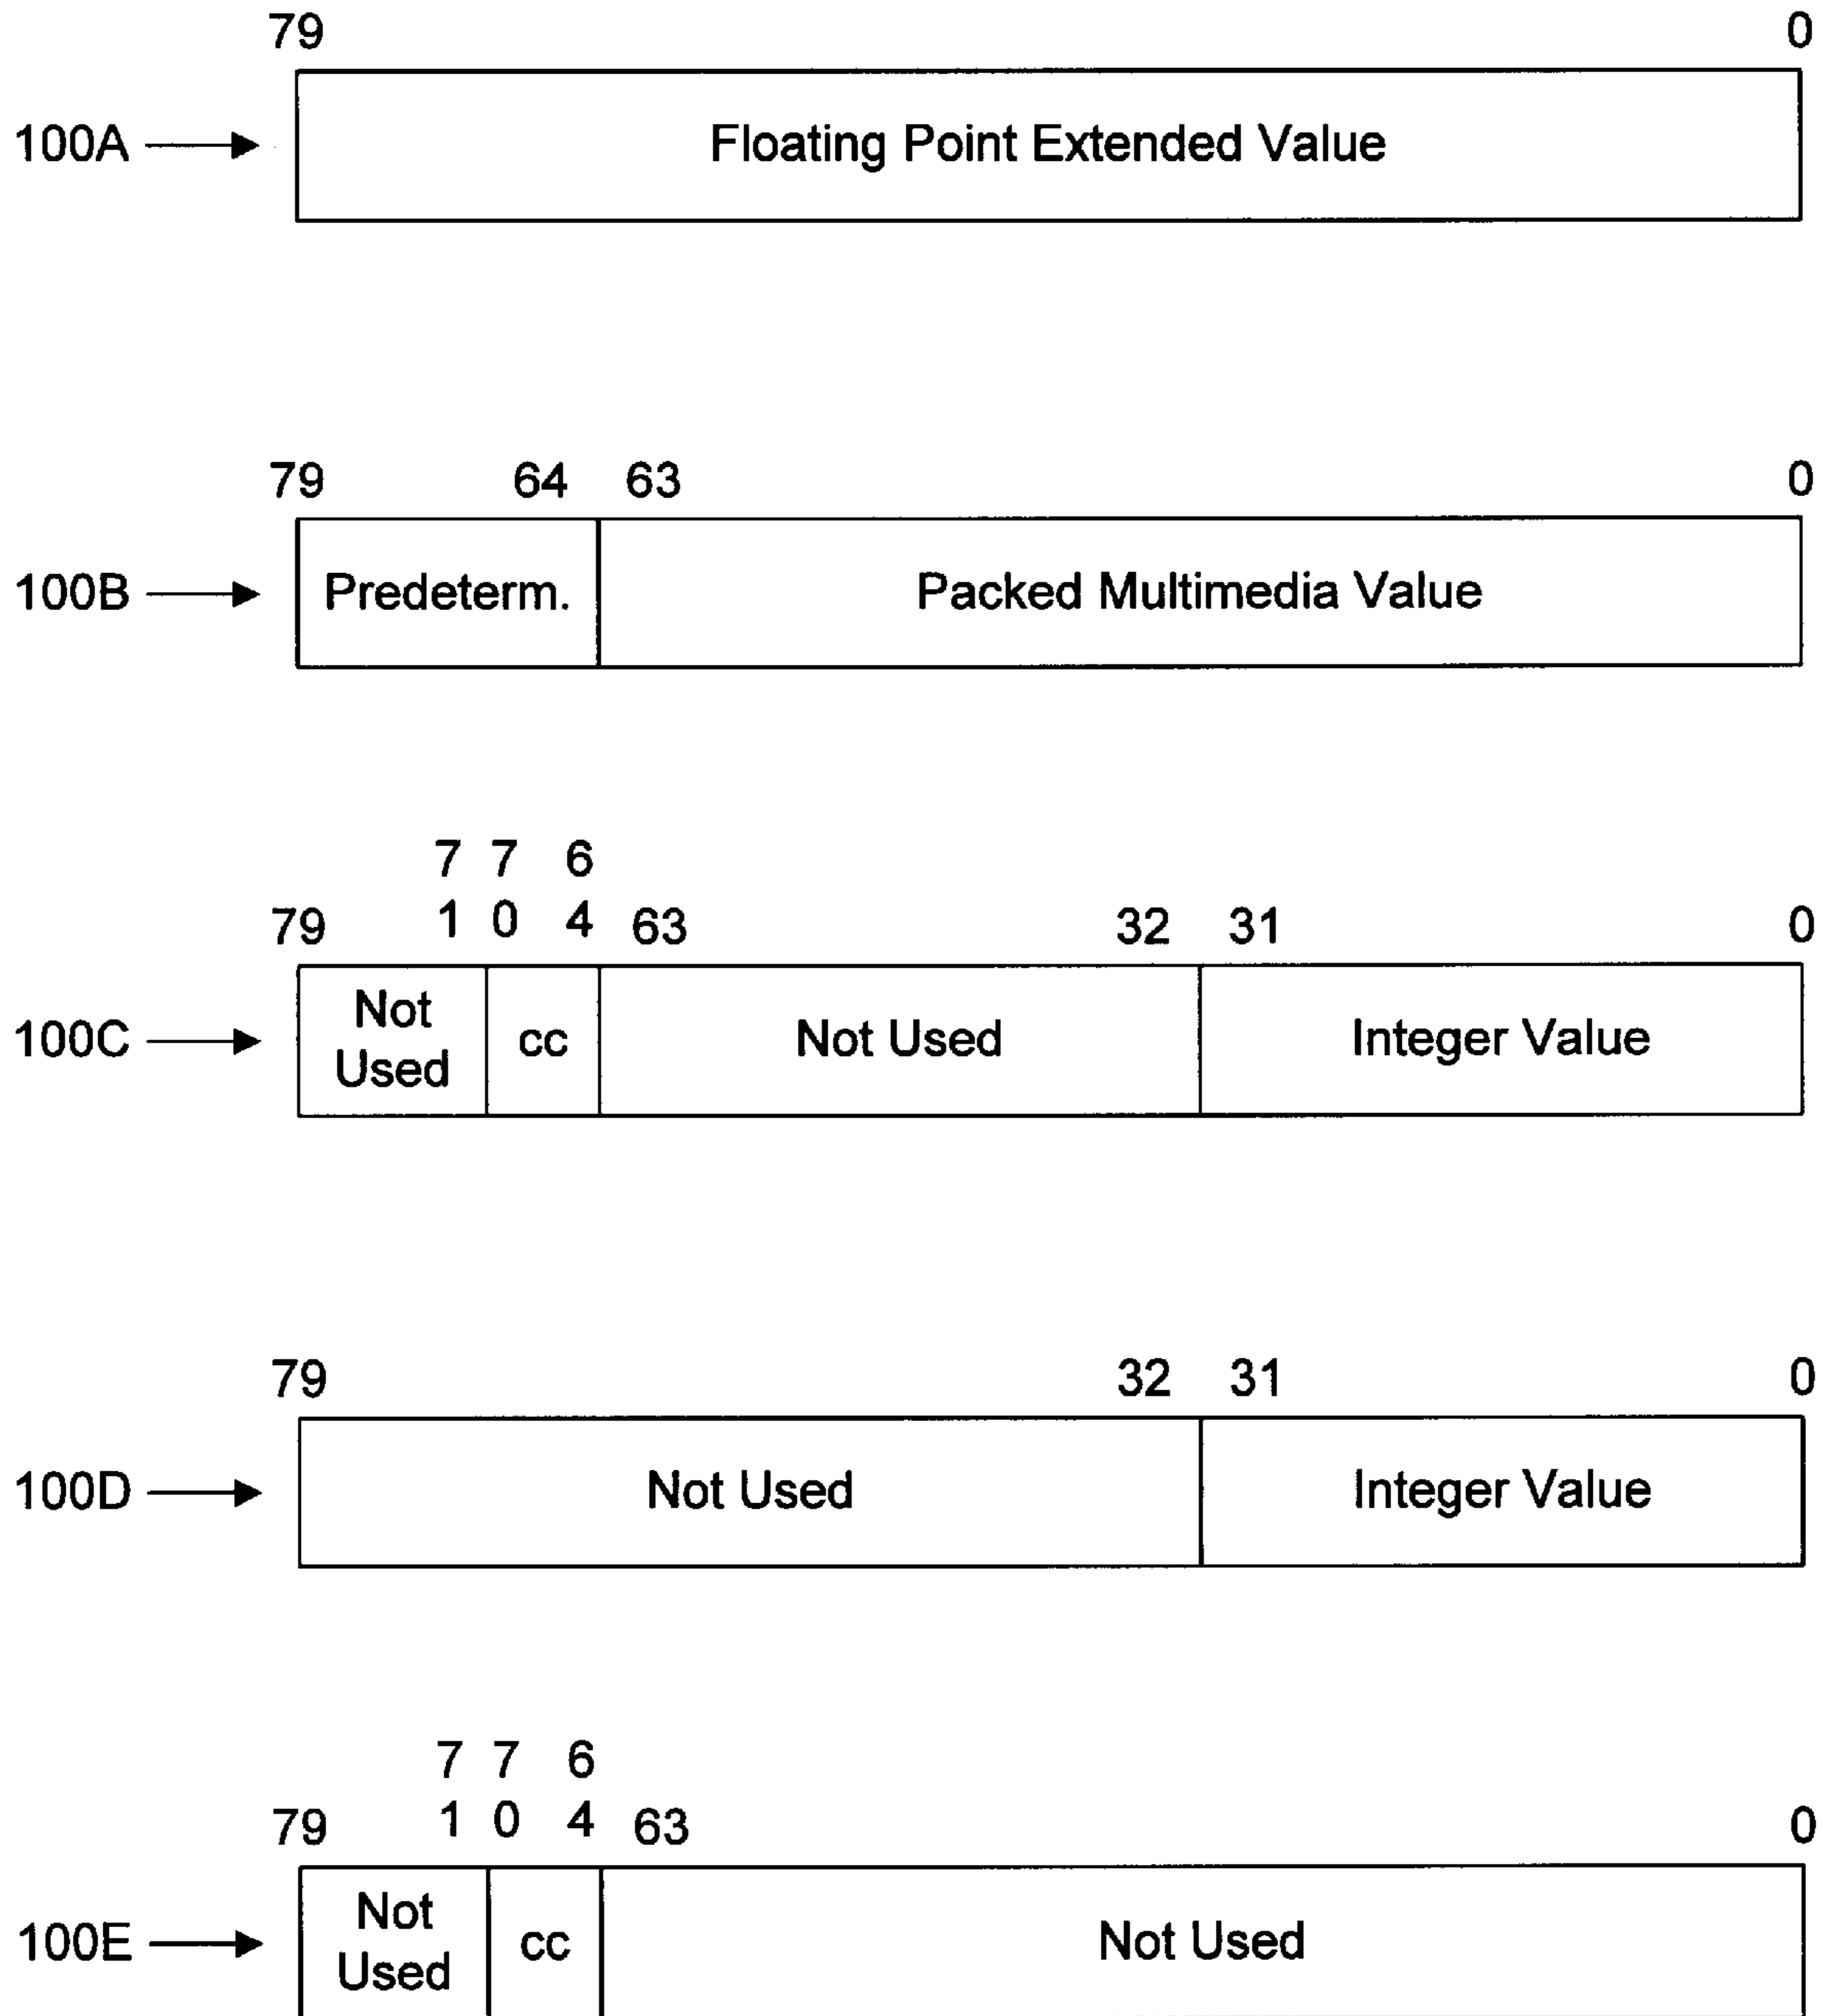 79 0
100A Floating Point Extended Value
79 64 63 0
100B Predeterm. Packed Multimedia Value
7 7 6
79 1 0 4 63 32 31 0
100C Not Used cc Not Used Integer Value
79 32 31 0
100D Not Used Integer Value
7 7 6
79 1 0 4 63 0
100E Not Used cc Not Used